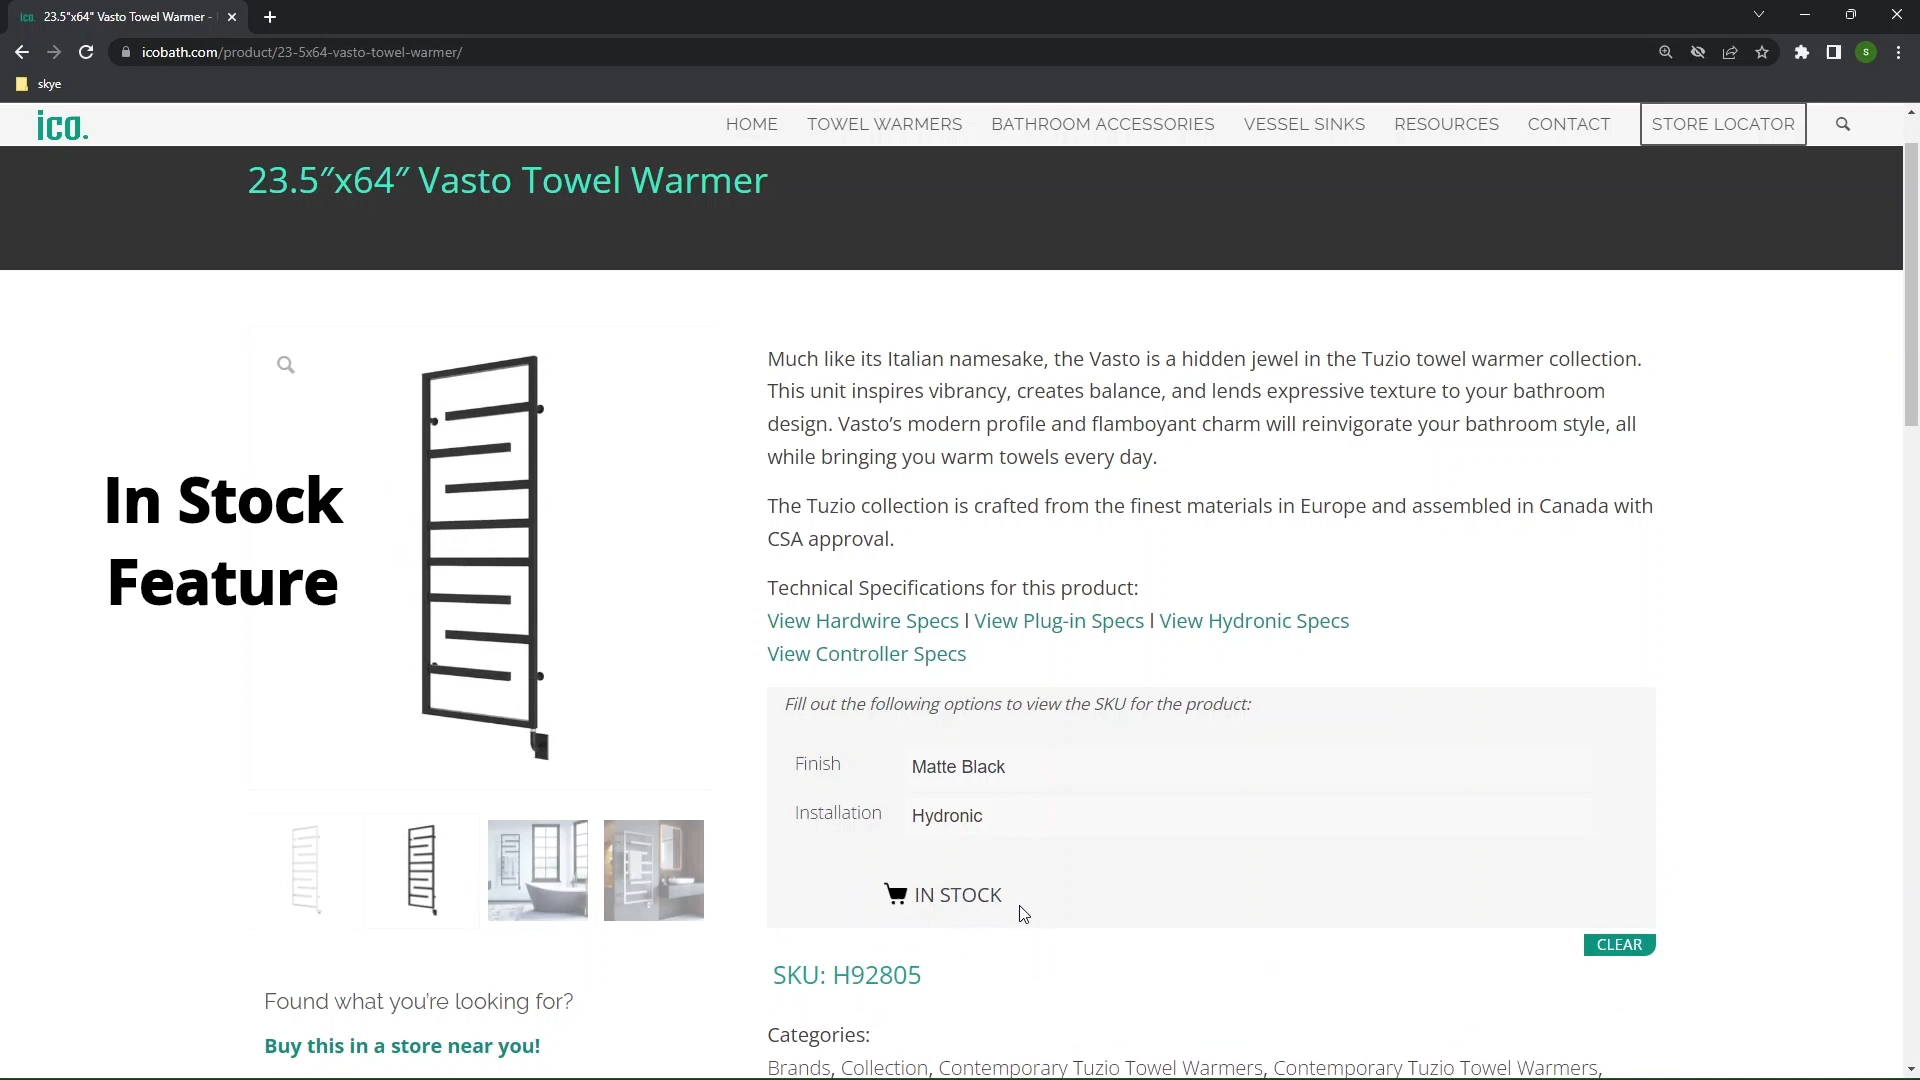 ico. 23.5"x64" Vasto Towel Warmer -
icobath.com/product/23-5x64-vasto-towel-warmer/
S
skye
ico.
HOME TOWEL WARMERS BATHROOM ACCESSORIES VESSEL SINKS RESOURCES CONTACT STORE LOCATOR
23.5″x64″ Vasto Towel Warmer
In Stock
Feature
Much like its Italian namesake, the Vasto is a hidden jewel in the Tuzio towel warmer collection.
This unit inspires vibrancy, creates balance, and lends expressive texture to your bathroom
design. Vasto’s modern profile and flamboyant charm will reinvigorate your bathroom style, all
while bringing you warm towels every day.
The Tuzio collection is crafted from the finest materials in Europe and assembled in Canada with
CSA approval.
Technical Specifications for this product:
View Hardwire Specs | View Plug-in Specs | View Hydronic Specs
View Controller Specs
Fill out the following options to view the SKU for the product:
Finish Matte Black
Installation Hydronic
IN STOCK
CLEAR
SKU: H92805
Found what you’re looking for?
Buy this in a store near you!
Categories:
Brands, Collection, Contemporary Tuzio Towel Warmers, Contemporary Tuzio Towel Warmers,